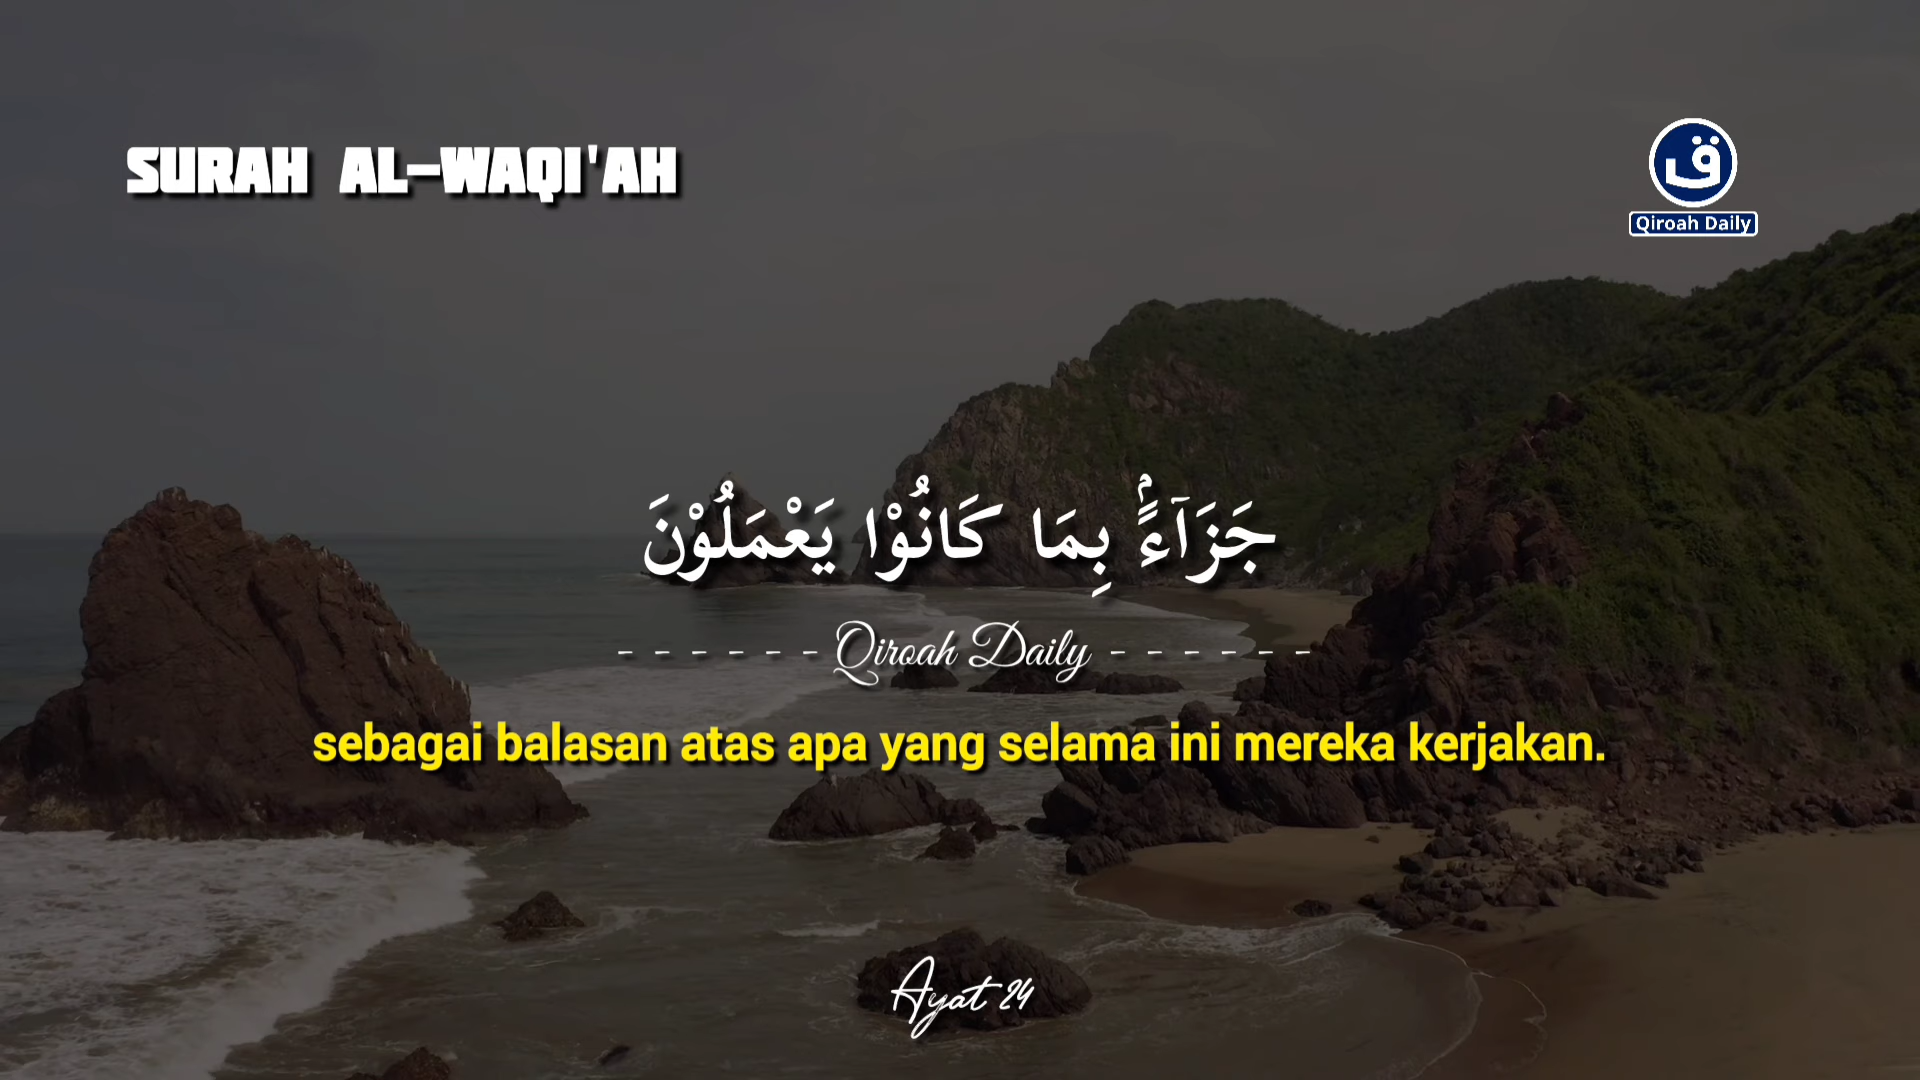 SURAH AL-WAQI'AH
ق
Qiroah Daily
جَزَاۤءًۢ بِمَا كَانُوْا يَعْمَلُوْنَ
- - - - - - Qiroah Daily - - - - - -
sebagai balasan atas apa yang selama ini mereka kerjakan.
Ayat 24